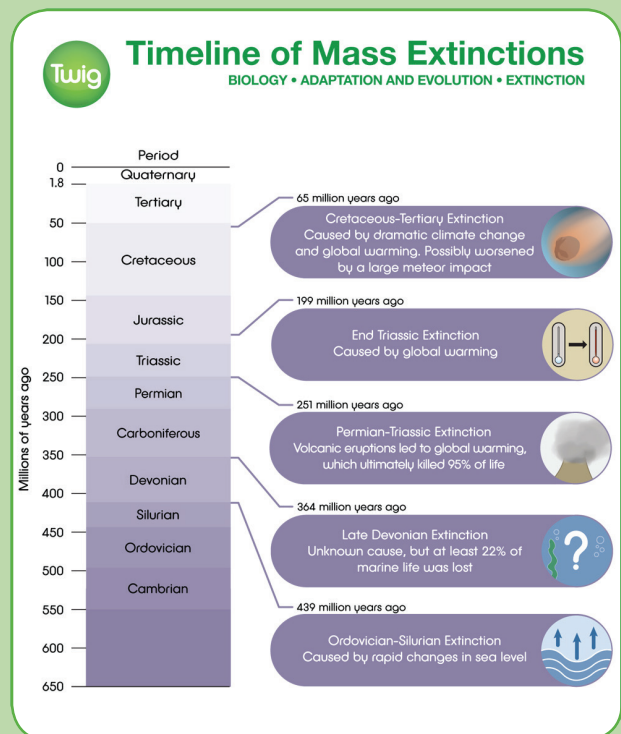 Twig
Timeline of Mass Extinctions
BIOLOGY • ADAPTATION AND EVOLUTION • EXTINCTION
Period
Millions of years ago
0
Quaternary
1.8
Tertiary
50
Cretaceous
100
150
Jurassic
200
Triassic
250
Permian
300
Carboniferous
350
Devonian
400
Silurian
450
Ordovician
500
Cambrian
550
600
650
65 million years ago
Cretaceous-Tertiary Extinction
Caused by dramatic climate change
and global warming. Possibly worsened
by a large meteor impact
199 million years ago
End Triassic Extinction
Caused by global warming
251 million years ago
Permian-Triassic Extinction
Volcanic eruptions led to global warming,
which ultimately killed 95% of life
364 million years ago
Late Devonian Extinction
Unknown cause, but at least 22% of
marine life was lost
?
439 million years ago
Ordovician-Silurian Extinction
Caused by rapid changes in sea level